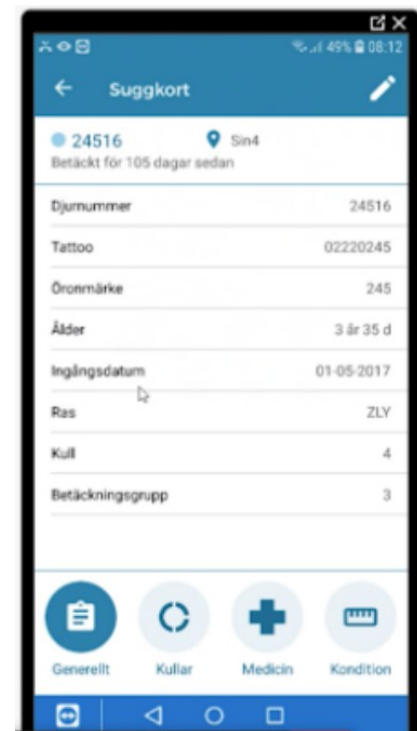 49% 08:12
Suggkort
24516 Sin4
Betäckt för 105 dagar sedan
Djurnummer 24516
Tattoo 02220245
Öronmärke 245
Ålder 3 år 35 d
Ingångsdatum 01-05-2017
Ras ZLY
Kull 4
Betäckningsgrupp 3
Generellt Kullar Medicin Kondition